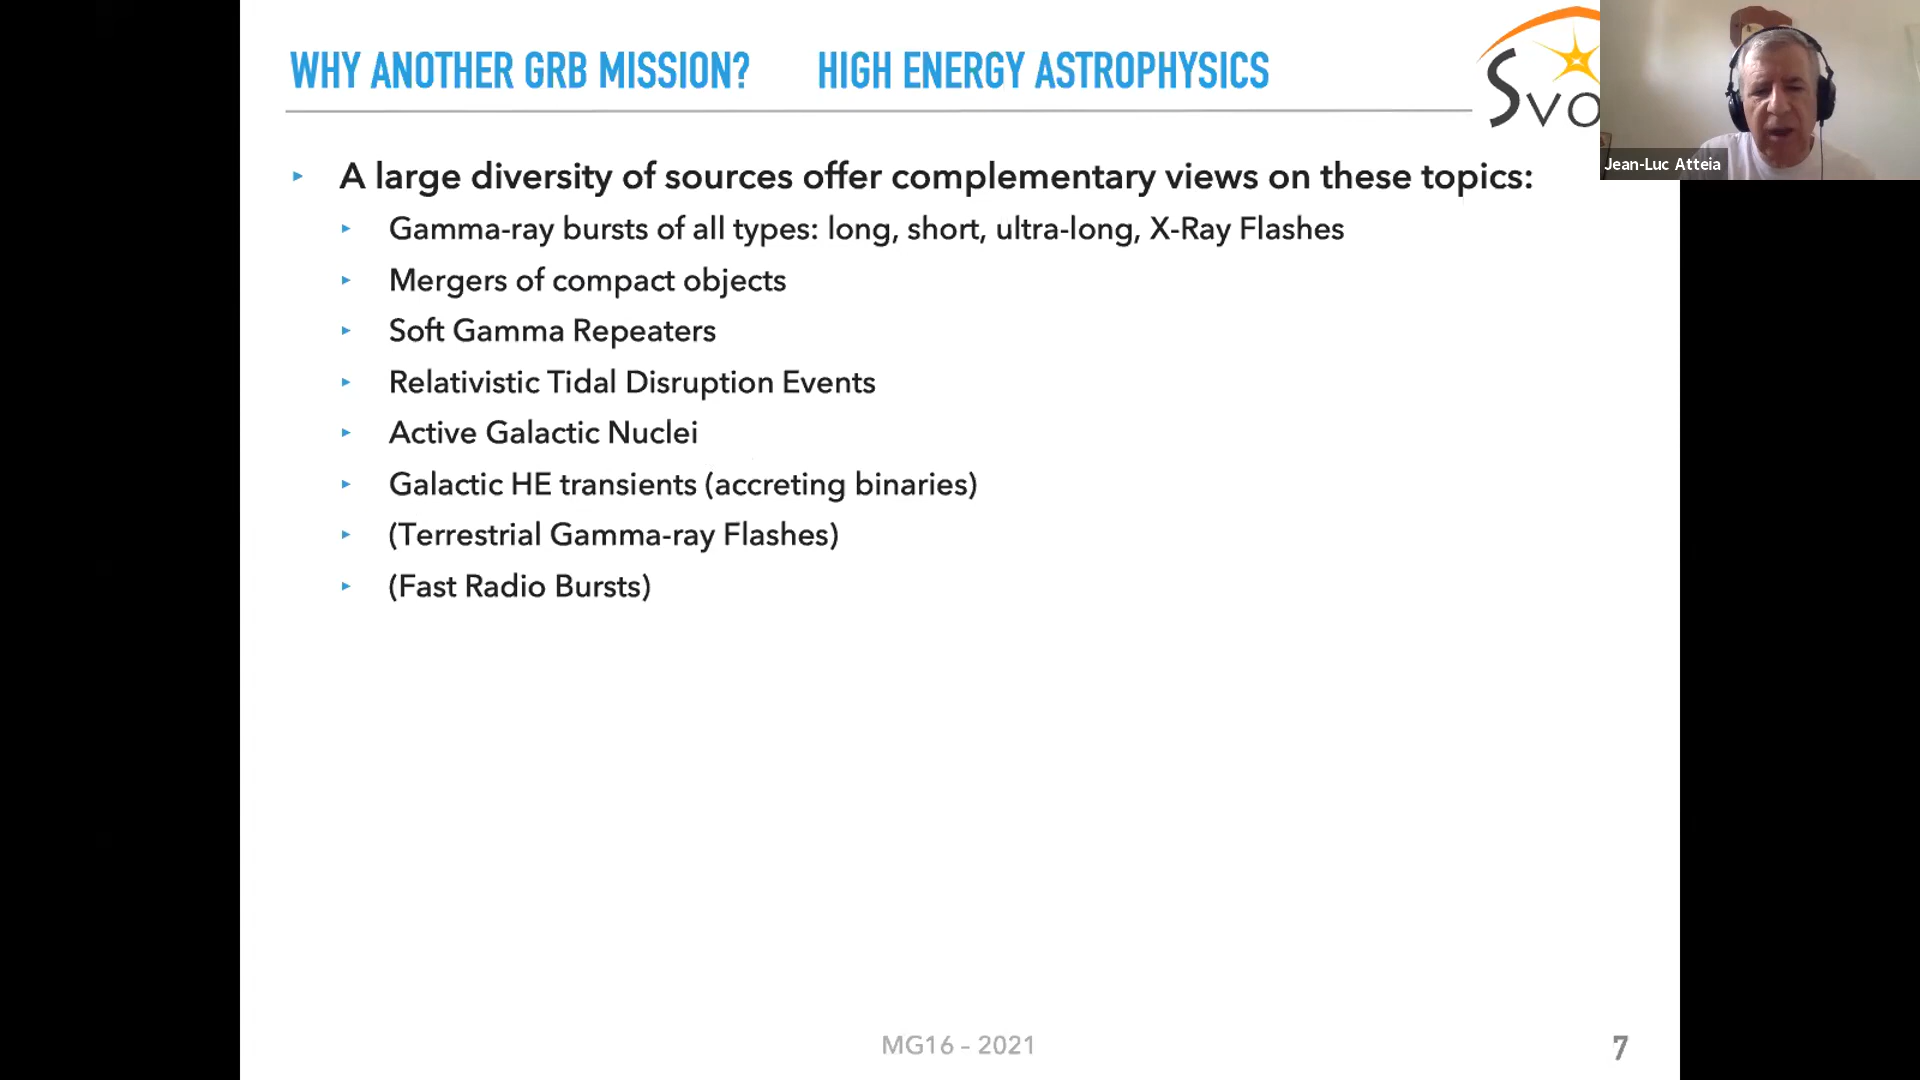 WHY ANOTHER GRB MISSION? HIGH ENERGY ASTROPHYSICS
SVO
Jean-Luc Atteia
▸ A large diversity of sources offer complementary views on these topics:
▸ Gamma-ray bursts of all types: long, short, ultra-long, X-Ray Flashes
▸ Mergers of compact objects
▸ Soft Gamma Repeaters
▸ Relativistic Tidal Disruption Events
▸ Active Galactic Nuclei
▸ Galactic HE transients (accreting binaries)
▸ (Terrestrial Gamma-ray Flashes)
▸ (Fast Radio Bursts)
MG16 – 2021
7